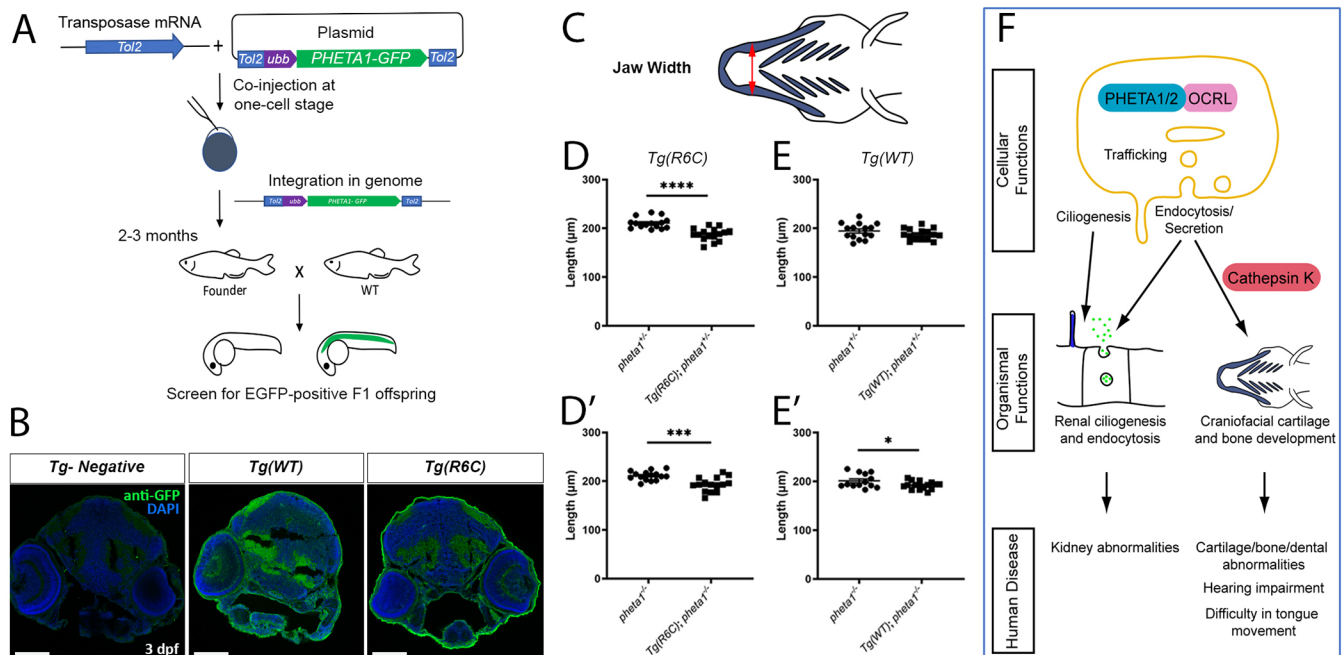 A
Transposase mRNA
Plasmid
Tol2
+
Tol2 ubb PHETA1-GFP Tol2
Co-injection at
one-cell stage
Integration in genome
Tol2 ubb PHETA1- GFP Tol2
2-3 months
X
Founder
WT
Screen for EGFP-positive F1 offspring
B
Tg- Negative
Tg(WT)
Tg(R6C)
anti-GFP
DAPI
3 dpf
C
Jaw Width
D
Tg(R6C)
Length (µm)
300
200
100
0
****
pheta1+/-
Tg(R6C); pheta1+/-
E
Tg(WT)
Length (µm)
300
200
100
0
pheta1+/-
Tg(WT); pheta1+/-
D'
Length (µm)
300
200
100
0
***
pheta1-/-
Tg(R6C); pheta1-/-
E'
Length (µm)
300
200
100
0
*
pheta1-/-
Tg(WT); pheta1-/-
F
Cellular
Functions
PHETA1/2 OCRL
Trafficking
Ciliogenesis
Endocytosis/
Secretion
Cathepsin K
Organismal
Functions
Renal ciliogenesis
and endocytosis
Craniofacial cartilage
and bone development
Human Disease
Kidney abnormalities
Cartilage/bone/dental
abnormalities
Hearing impairment
Difficulty in tongue
movement